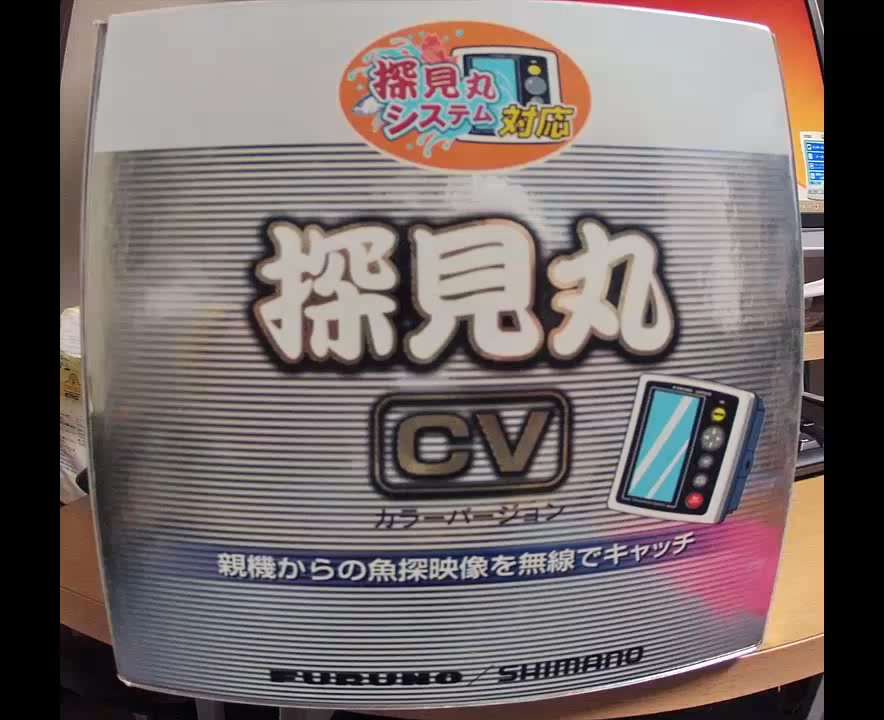 探見丸
システム対応
探見丸
CV
カラーバージョン
親機からの魚探映像を無線でキャッチ
FURUNO/SHIMANO